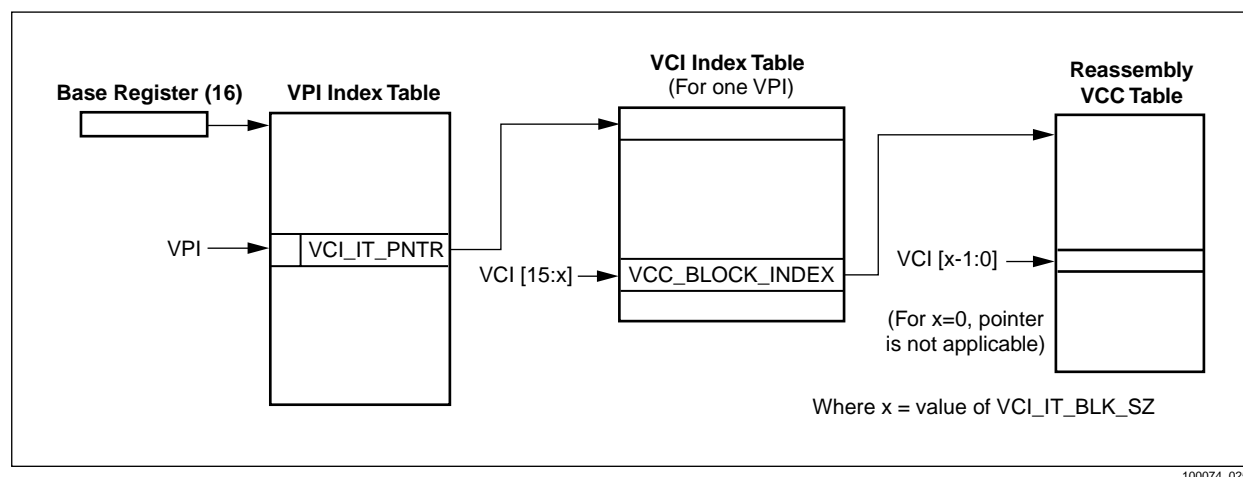 Base Register (16)
VPI Index Table
VCI Index Table
(For one VPI)
Reassembly
VCC Table
VPI
VCI_IT_PNTR
VCI [15:x]
VCC_BLOCK_INDEX
VCI [x-1:0]
(For x=0, pointer
is not applicable)
Where x = value of VCI_IT_BLK_SZ